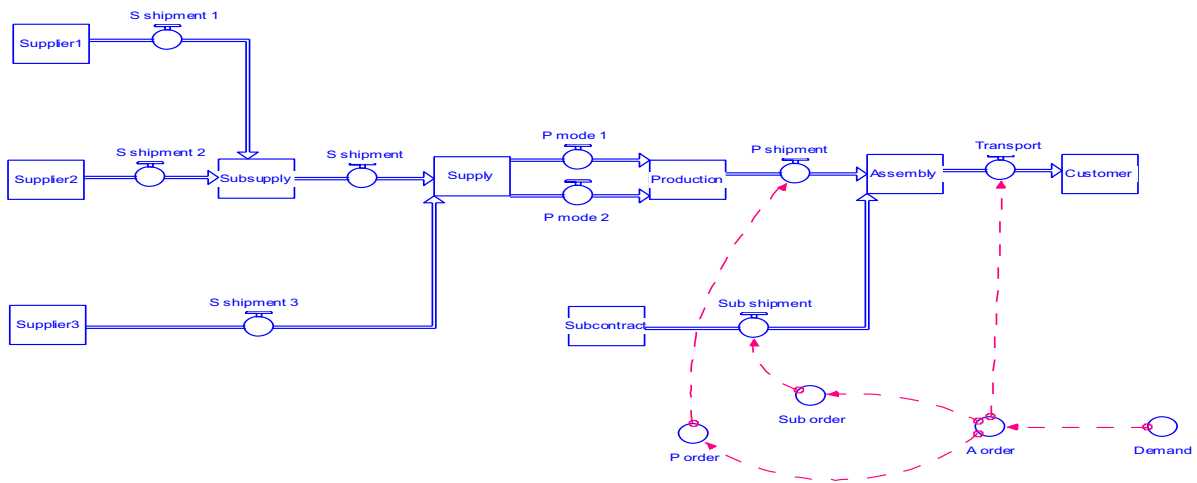 S shipment 1
Supplier1
P mode 1
S shipment 2
S shipment
P shipment
Transport
Supplier2
Subsupply
Supply
Production
Assembly
Customer
P mode 2
S shipment 3
Sub shipment
Supplier3
Subcontract
Sub order
P order
A order
Demand